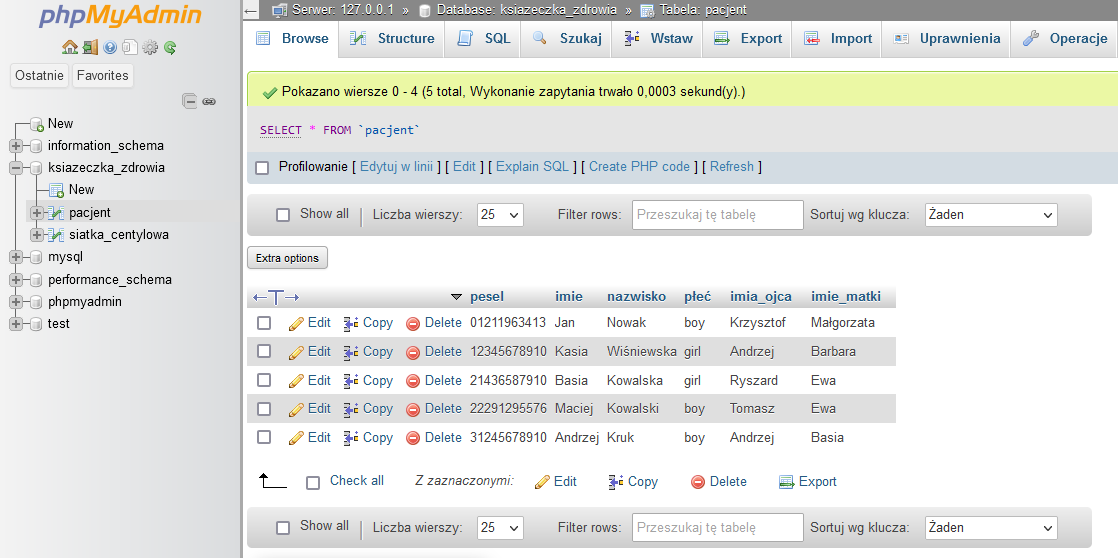 phpMyAdmin
Ostatnie Favorites
New
information_schema
ksiazeczka_zdrowia
New
pacjent
siatka_centylowa
mysql
performance_schema
phpmyadmin
test
Serwer: 127.0.0.1 » Database: ksiazeczka_zdrowia » Tabela: pacjent
Browse Structure SQL Szukaj Wstaw Export Import Uprawnienia Operacje
Pokazano wiersze 0 - 4 (5 total, Wykonanie zapytania trwało 0,0003 sekund(y).)
SELECT * FROM `pacjent`
Profilowanie [ Edytuj w linii ] [ Edit ] [ Explain SQL ] [ Create PHP code ] [ Refresh ]
Show all Liczba wierszy: 25 Filter rows: Przeszukaj tę tabelę Sortuj wg klucza: Żaden
Extra options
←T→ pesel imie nazwisko płeć imia_ojca imie_matki
Edit Copy Delete 01211963413 Jan Nowak boy Krzysztof Małgorzata
Edit Copy Delete 12345678910 Kasia Wiśniewska girl Andrzej Barbara
Edit Copy Delete 21436587910 Basia Kowalska girl Ryszard Ewa
Edit Copy Delete 22291295576 Maciej Kowalski boy Tomasz Ewa
Edit Copy Delete 31245678910 Andrzej Kruk boy Andrzej Basia
Check all Z zaznaczonymi: Edit Copy Delete Export
Show all Liczba wierszy: 25 Filter rows: Przeszukaj tę tabelę Sortuj wg klucza: Żaden